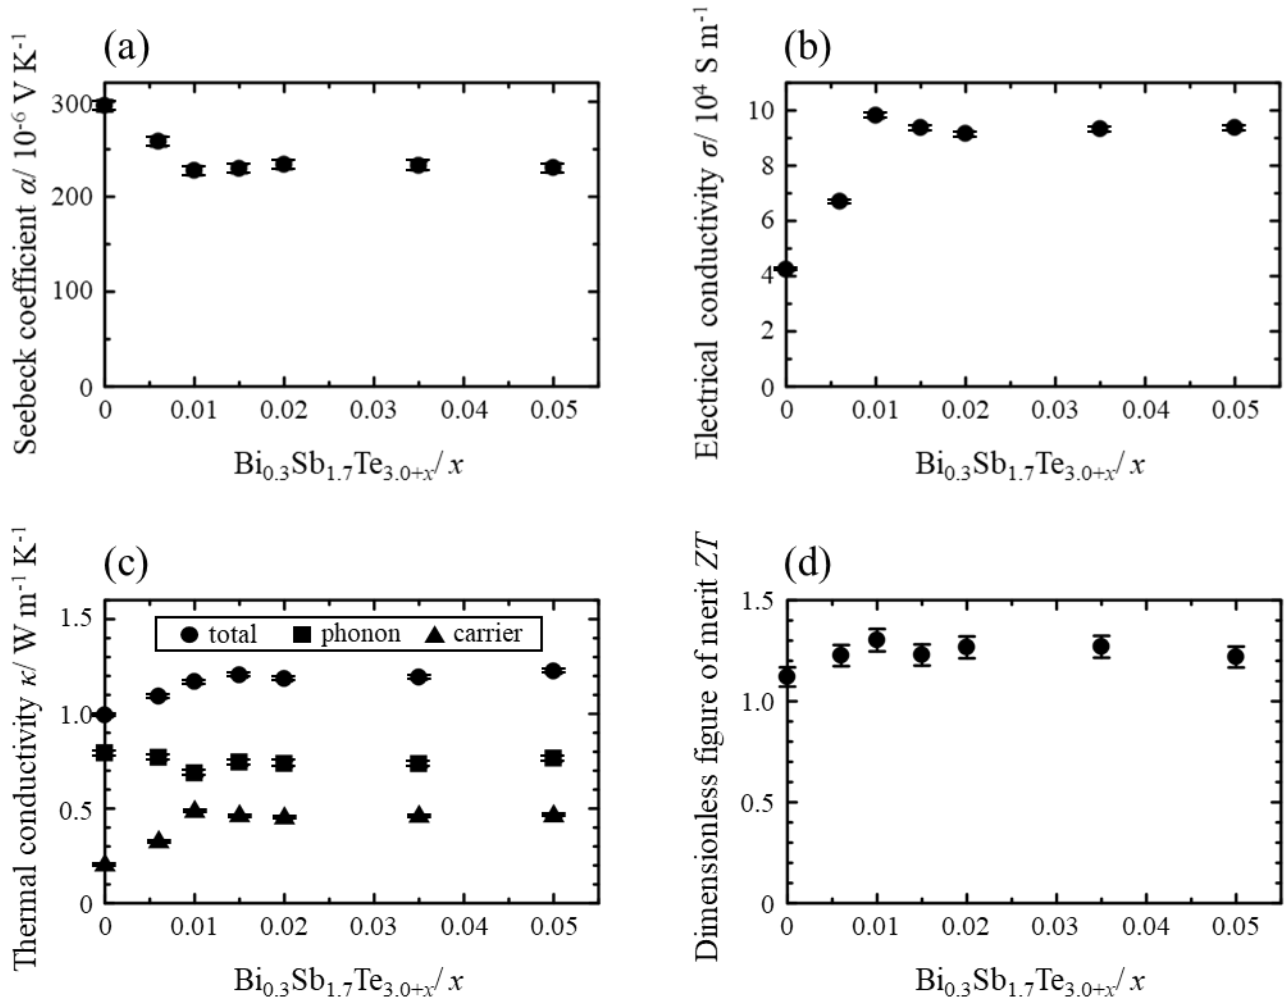 (a)
Seebeck coefficient α/ 10⁻⁶ V K⁻¹
300
200
100
0
0 0.01 0.02 0.03 0.04 0.05
Bi₀.₃Sb₁.₇Te₃.₀₊ₓ/ x
(b)
Electrical conductivity σ/ 10⁴ S m⁻¹
10
8
6
4
2
0
0 0.01 0.02 0.03 0.04 0.05
Bi₀.₃Sb₁.₇Te₃.₀₊ₓ/ x
(c)
Thermal conductivity κ/ W m⁻¹ K⁻¹
1.5
total phonon carrier
1.0
0.5
0
0 0.01 0.02 0.03 0.04 0.05
Bi₀.₃Sb₁.₇Te₃.₀₊ₓ/ x
(d)
Dimensionless figure of merit ZT
1.5
1.0
0.5
0
0 0.01 0.02 0.03 0.04 0.05
Bi₀.₃Sb₁.₇Te₃.₀₊ₓ/ x